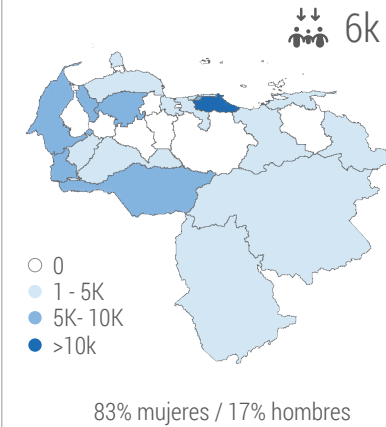 6k
0
1 - 5K
5K- 10K
>10k
83% mujeres / 17% hombres